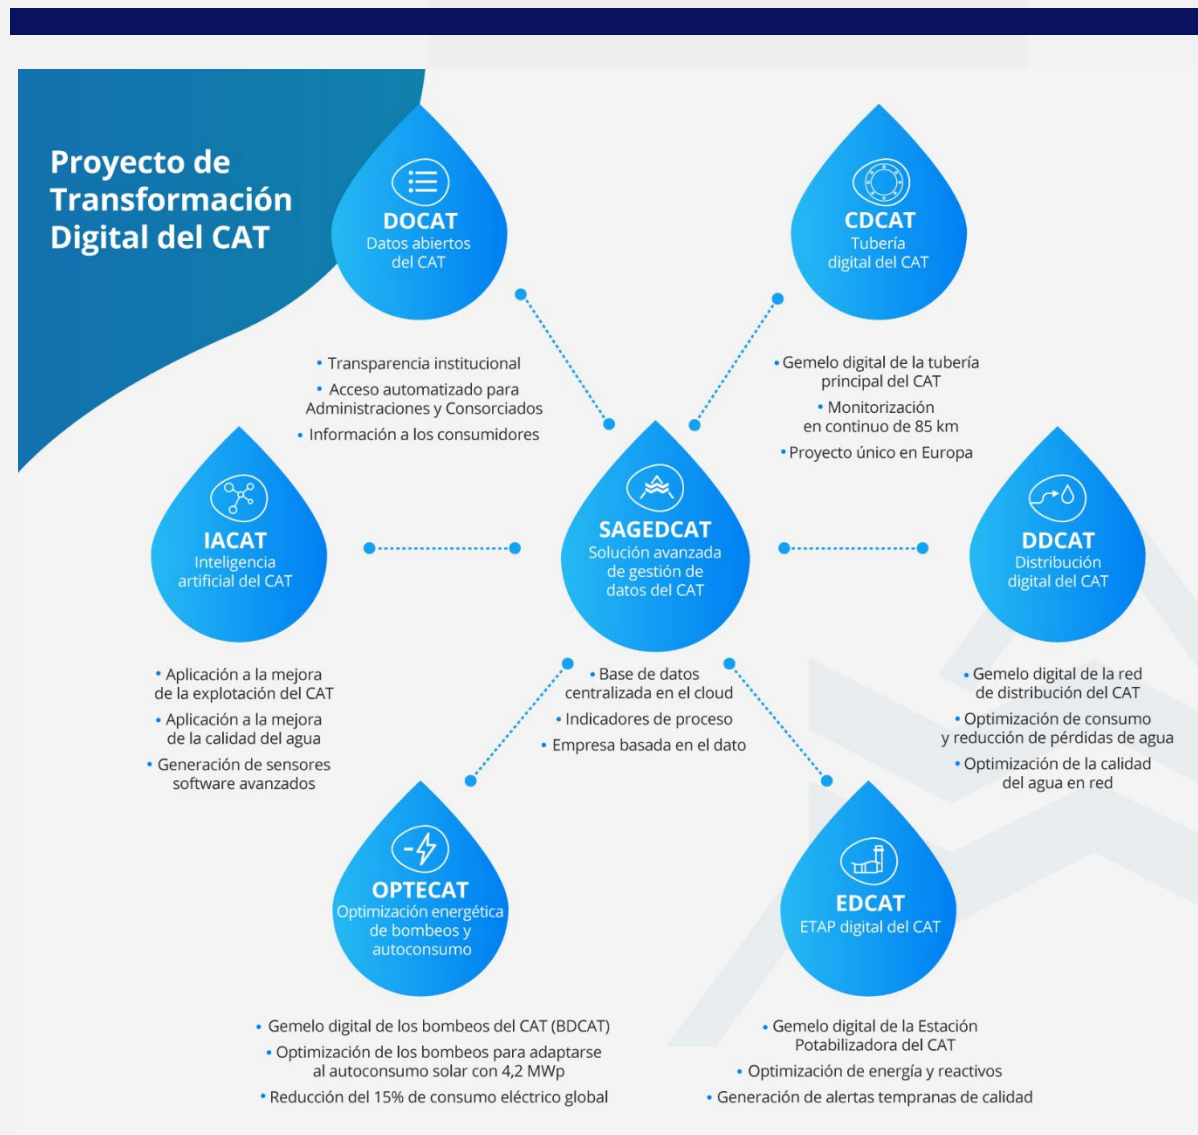 Proyecto de
Transformación
Digital del CAT
DOCAT
Datos abiertos
del CAT
• Transparencia institucional
• Acceso automatizado para
Administraciones y Consorciados
• Información a los consumidores
CDCAT
Tubería
digital del CAT
• Gemelo digital de la tubería
principal del CAT
• Monitorización
en continuo de 85 km
• Proyecto único en Europa
IACAT
Inteligencia
artificial del CAT
• Aplicación a la mejora
de la explotación del CAT
• Aplicación a la mejora
de la calidad del agua
• Generación de sensores
software avanzados
SAGEDCAT
Solución avanzada
de gestión de
datos del CAT
• Base de datos
centralizada en el cloud
• Indicadores de proceso
• Empresa basada en el dato
DDCAT
Distribución
digital del CAT
• Gemelo digital de la red
de distribución del CAT
• Optimización de consumo
y reducción de pérdidas de agua
• Optimización de la calidad
del agua en red
OPTECAT
Optimización energética
de bombeos y
autoconsumo
• Gemelo digital de los bombeos del CAT (BDCAT)
• Optimización de los bombeos para adaptarse
al autoconsumo solar con 4,2 MWp
• Reducción del 15% de consumo eléctrico global
EDCAT
ETAP digital del CAT
• Gemelo digital de la Estación
Potabilizadora del CAT
• Optimización de energía y reactivos
• Generación de alertas tempranas de calidad